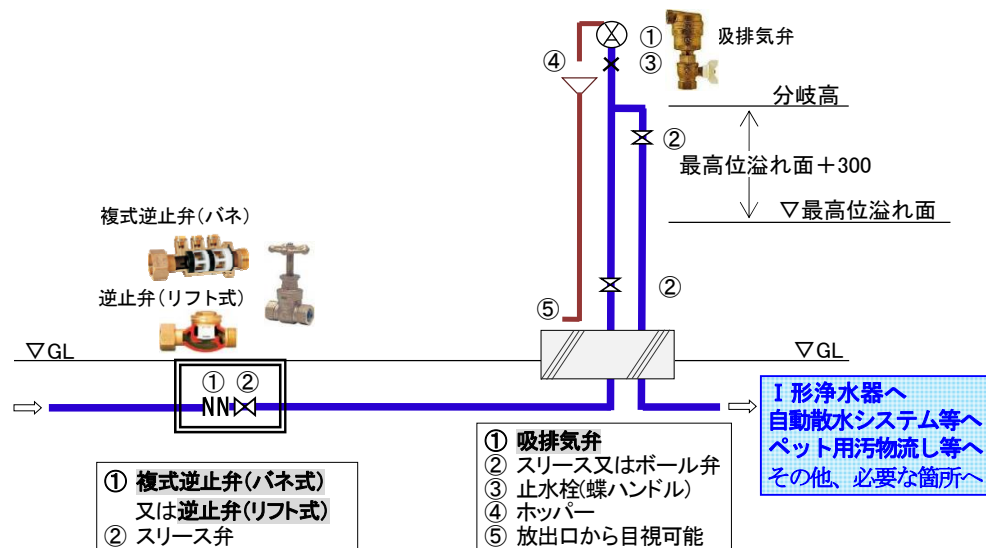 ① 吸排気弁
④ ③
分岐高
②
最高位溢れ面＋300
▽最高位溢れ面
複式逆止弁(バネ)
逆止弁(リフト式)
②
⑤
▽GL
▽GL
① ②
NN
Ｉ形浄水器へ
自動散水システム等へ
ペット用汚物流し等へ
その他、必要な箇所へ
① 複式逆止弁(バネ式)
又は逆止弁(リフト式)
② スリース弁
① 吸排気弁
② スリース又はボール弁
③ 止水栓(蝶ハンドル)
④ ホッパー
⑤ 放出口から目視可能